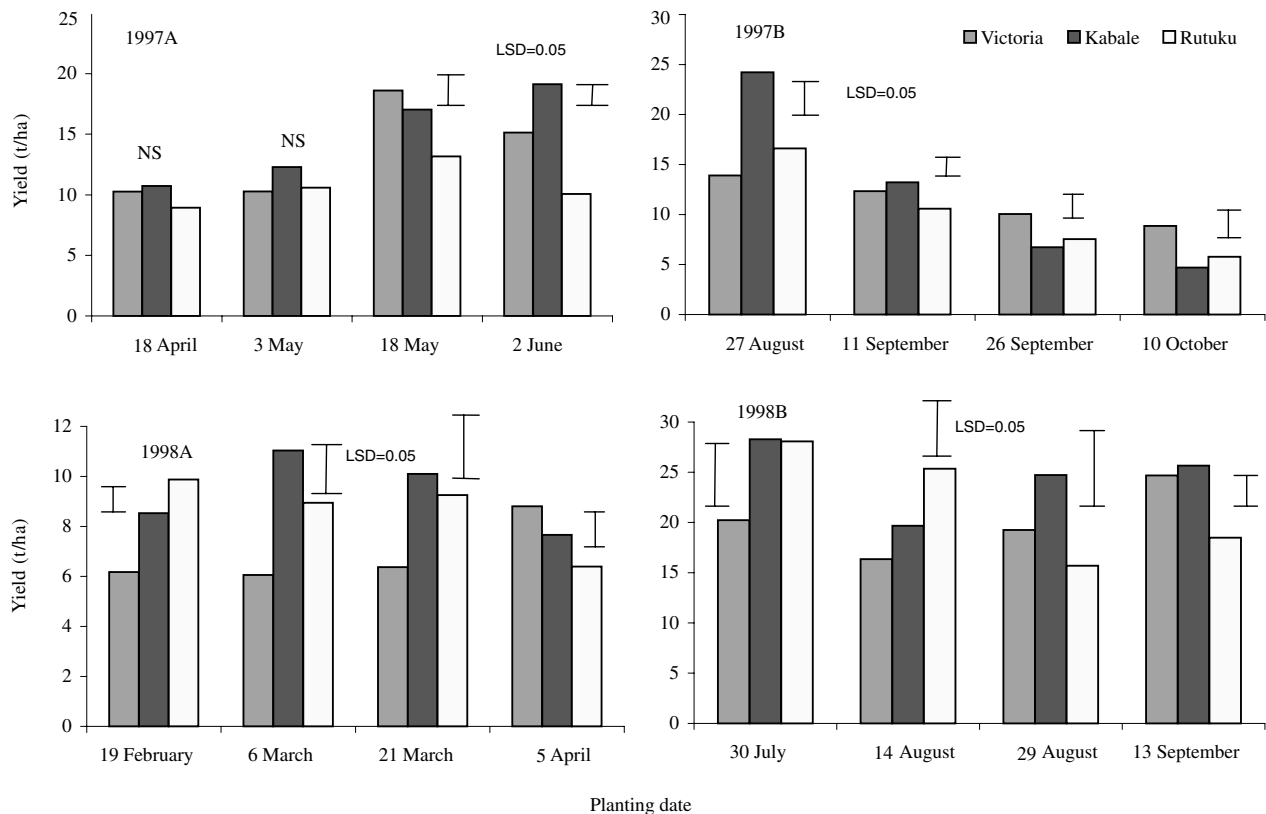 1997A
LSD=0.05
NS
NS
Yield (t/ha)
25
20
15
10
5
0
18 April
3 May
18 May
2 June
1997B
Victoria
Kabale
Rutuku
LSD=0.05
30
25
20
15
10
5
0
27 August
11 September
26 September
10 October
1998A
LSD=0.05
Yield (t/ha)
12
10
8
6
4
2
0
19 February
6 March
21 March
5 April
1998B
LSD=0.05
30
25
20
15
10
5
0
30 July
14 August
29 August
13 September
Planting date